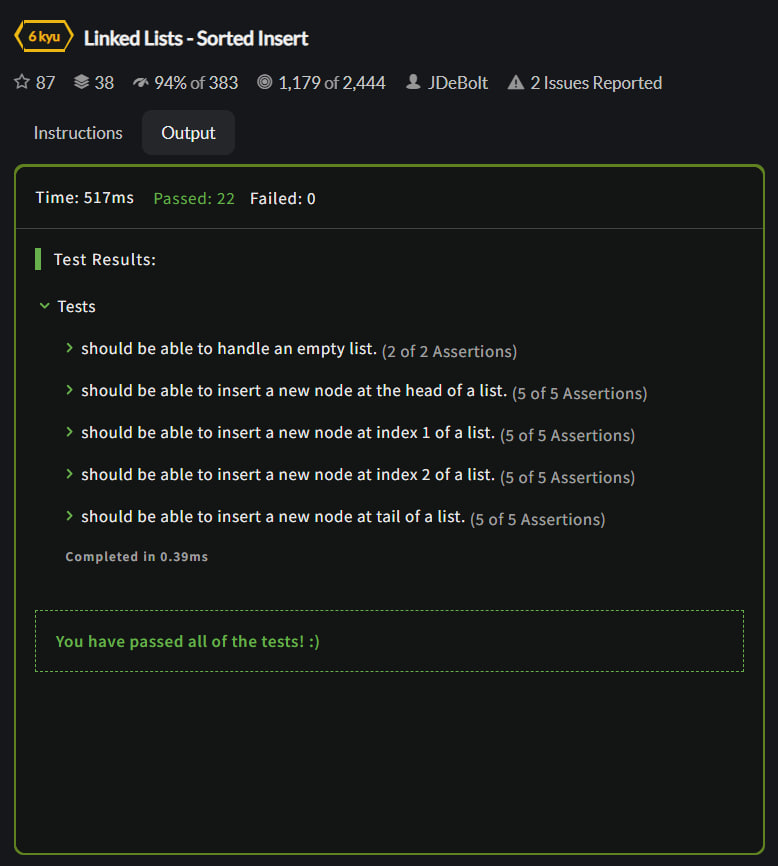 6 kyu Linked Lists - Sorted Insert
87 38 94% of 383 1,179 of 2,444 JDeBolt 2 Issues Reported
Instructions Output
Time: 517ms Passed: 22 Failed: 0
Test Results:
Tests
should be able to handle an empty list. (2 of 2 Assertions)
should be able to insert a new node at the head of a list. (5 of 5 Assertions)
should be able to insert a new node at index 1 of a list. (5 of 5 Assertions)
should be able to insert a new node at index 2 of a list. (5 of 5 Assertions)
should be able to insert a new node at tail of a list. (5 of 5 Assertions)
Completed in 0.39ms
You have passed all of the tests! :)